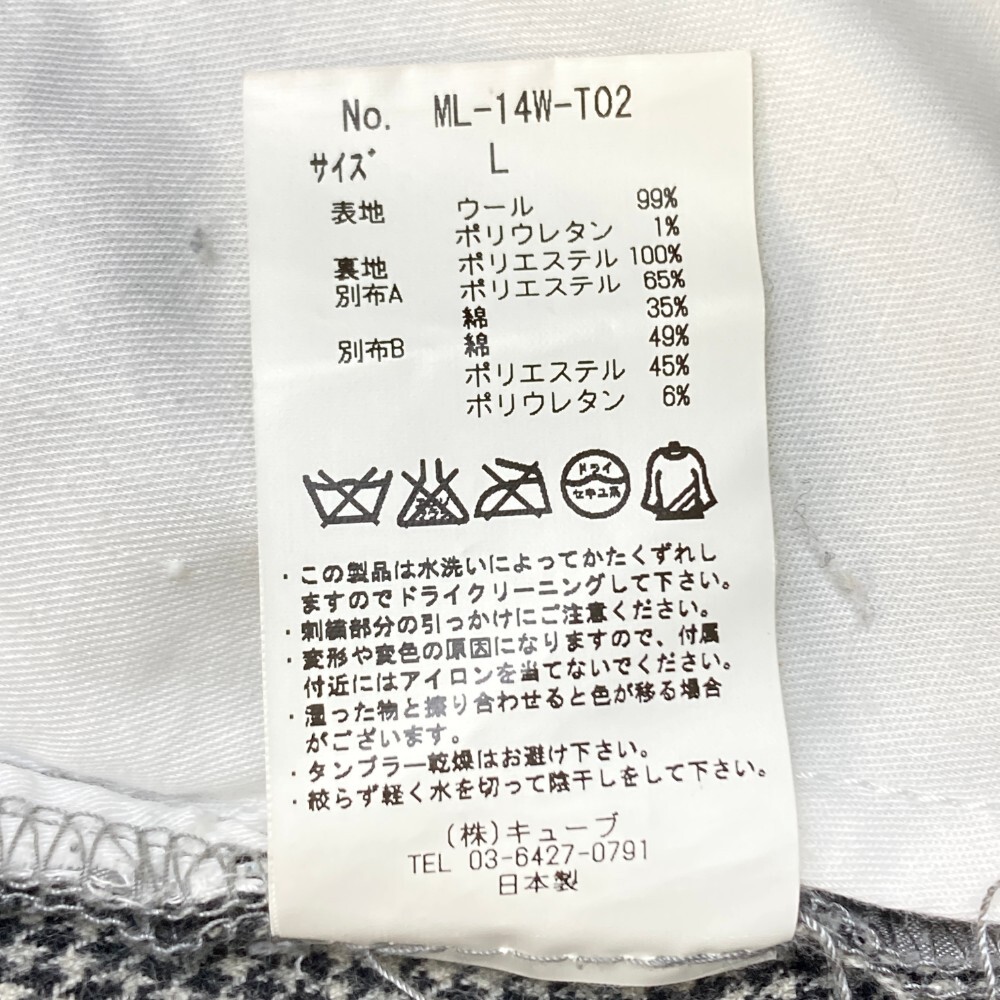 No. ML-14W-T02
サイズ L
表地 ウール 99%
ポリウレタン 1%
裏地 ポリエステル 100%
別布A ポリエステル 65%
綿 35%
別布B 綿 49%
ポリエステル 45%
ポリウレタン 6%
ドライ
セキユ系
・この製品は水洗いによってかたくずれし
ますのでドライクリーニングして下さい。
・刺繍部分の引っかけにご注意ください。
・変形や変色の原因になりますので、付属
付近にはアイロンを当てないでください。
・湿った物と擦り合わせると色が移る場合
がございます。
・タンブラー乾燥はお避け下さい。
・絞らず軽く水を切って陰干しをして下さい。
(株)キューブ
TEL 03-6427-0791
日本製